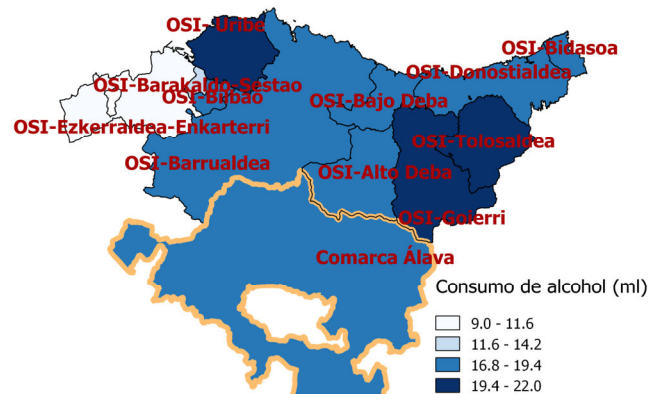 OSI-Uribe
OSI-Bidasoa
OSI-Donostialdea
OSI-Barakaldo-Sestao
OSI-Bilbao
OSI-Bajo Deba
OSI-Ezkerraldea-Enkarterri
OSI-Tolosaldea
OSI-Barrualdea
OSI-Alto Deba
OSI-Goierri
Comarca Álava
Consumo de alcohol (ml)
9.0 - 11.6
11.6 - 14.2
16.8 - 19.4
19.4 - 22.0